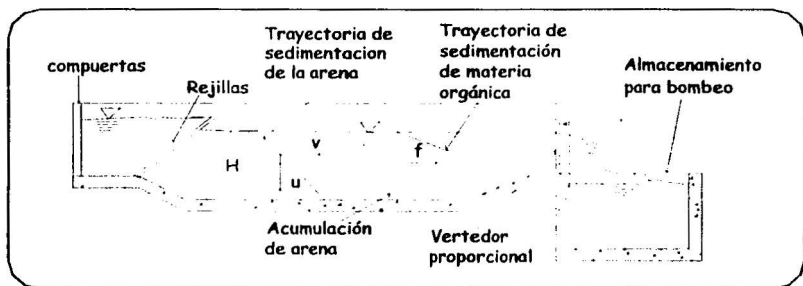 compuertas
Rejillas
Trayectoria de
sedimentacion
de la arena
Trayectoria de
sedimentación
de materia
orgánica
Almacenamiento
para bombeo
H
v
u
f
Acumulación
de arena
Vertedor
proporcional